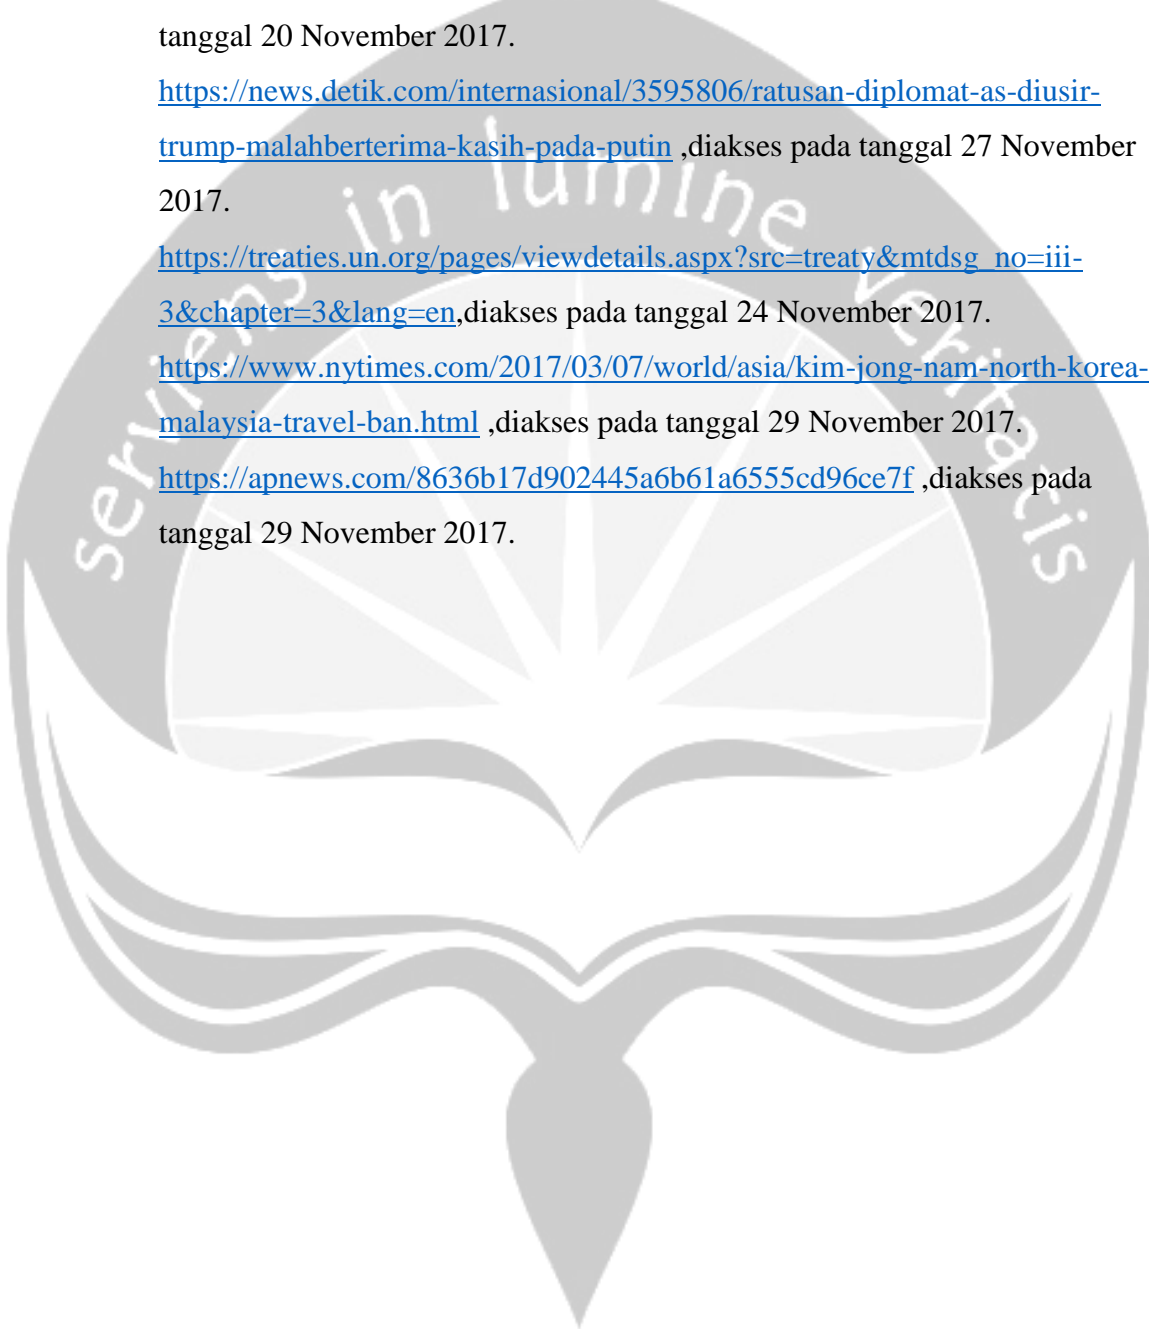 tanggal 20 November 2017.
https://news.detik.com/internasional/3595806/ratusan-diplomat-as-diusir-
trump-malahberterima-kasih-pada-putin ,diakses pada tanggal 27 November
2017.
https://treaties.un.org/pages/viewdetails.aspx?src=treaty&mtdsg_no=iii-
3&chapter=3&lang=en,diakses pada tanggal 24 November 2017.
https://www.nytimes.com/2017/03/07/world/asia/kim-jong-nam-north-korea-
malaysia-travel-ban.html ,diakses pada tanggal 29 November 2017.
https://apnews.com/8636b17d902445a6b61a6555cd96ce7f ,diakses pada
tanggal 29 November 2017.
serviens in lumine veritatis